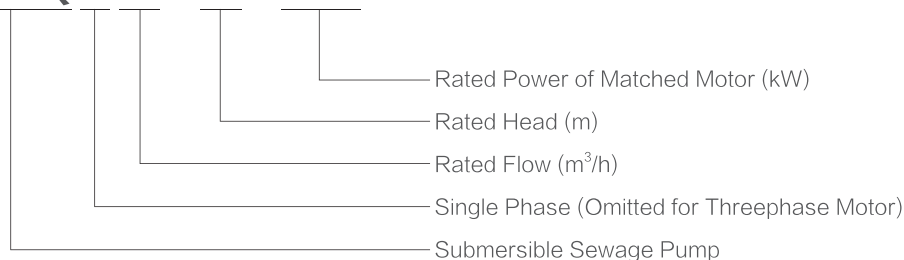 Rated Power of Matched Motor (kW)
Rated Head (m)
Rated Flow (m³/h)
Single Phase (Omitted for Threephase Motor)
Submersible Sewage Pump